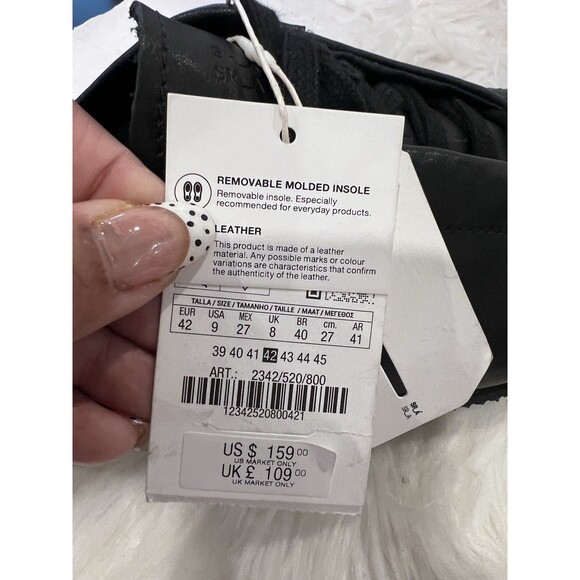 REMOVABLE MOLDED INSOLE
Removable insole. Especially
recommended for everyday products.
LEATHER
This product is made of a leather
material. Any possible marks or colour
variations are characteristics that confirm
the authenticity of the leather.
TALLA / SIZE / TAMANHO / TAILLE / MAAT / ΜΕΓΕΘΟΣ
EUR USA MEX UK BR cm. AR
42 9 27 8 40 27 41
39 40 41 42 43 44 45
ART.: 2342/520/800
12342520800421
US $ 159 00
US MARKET ONLY
UK £ 109 00
UK MARKET ONLY